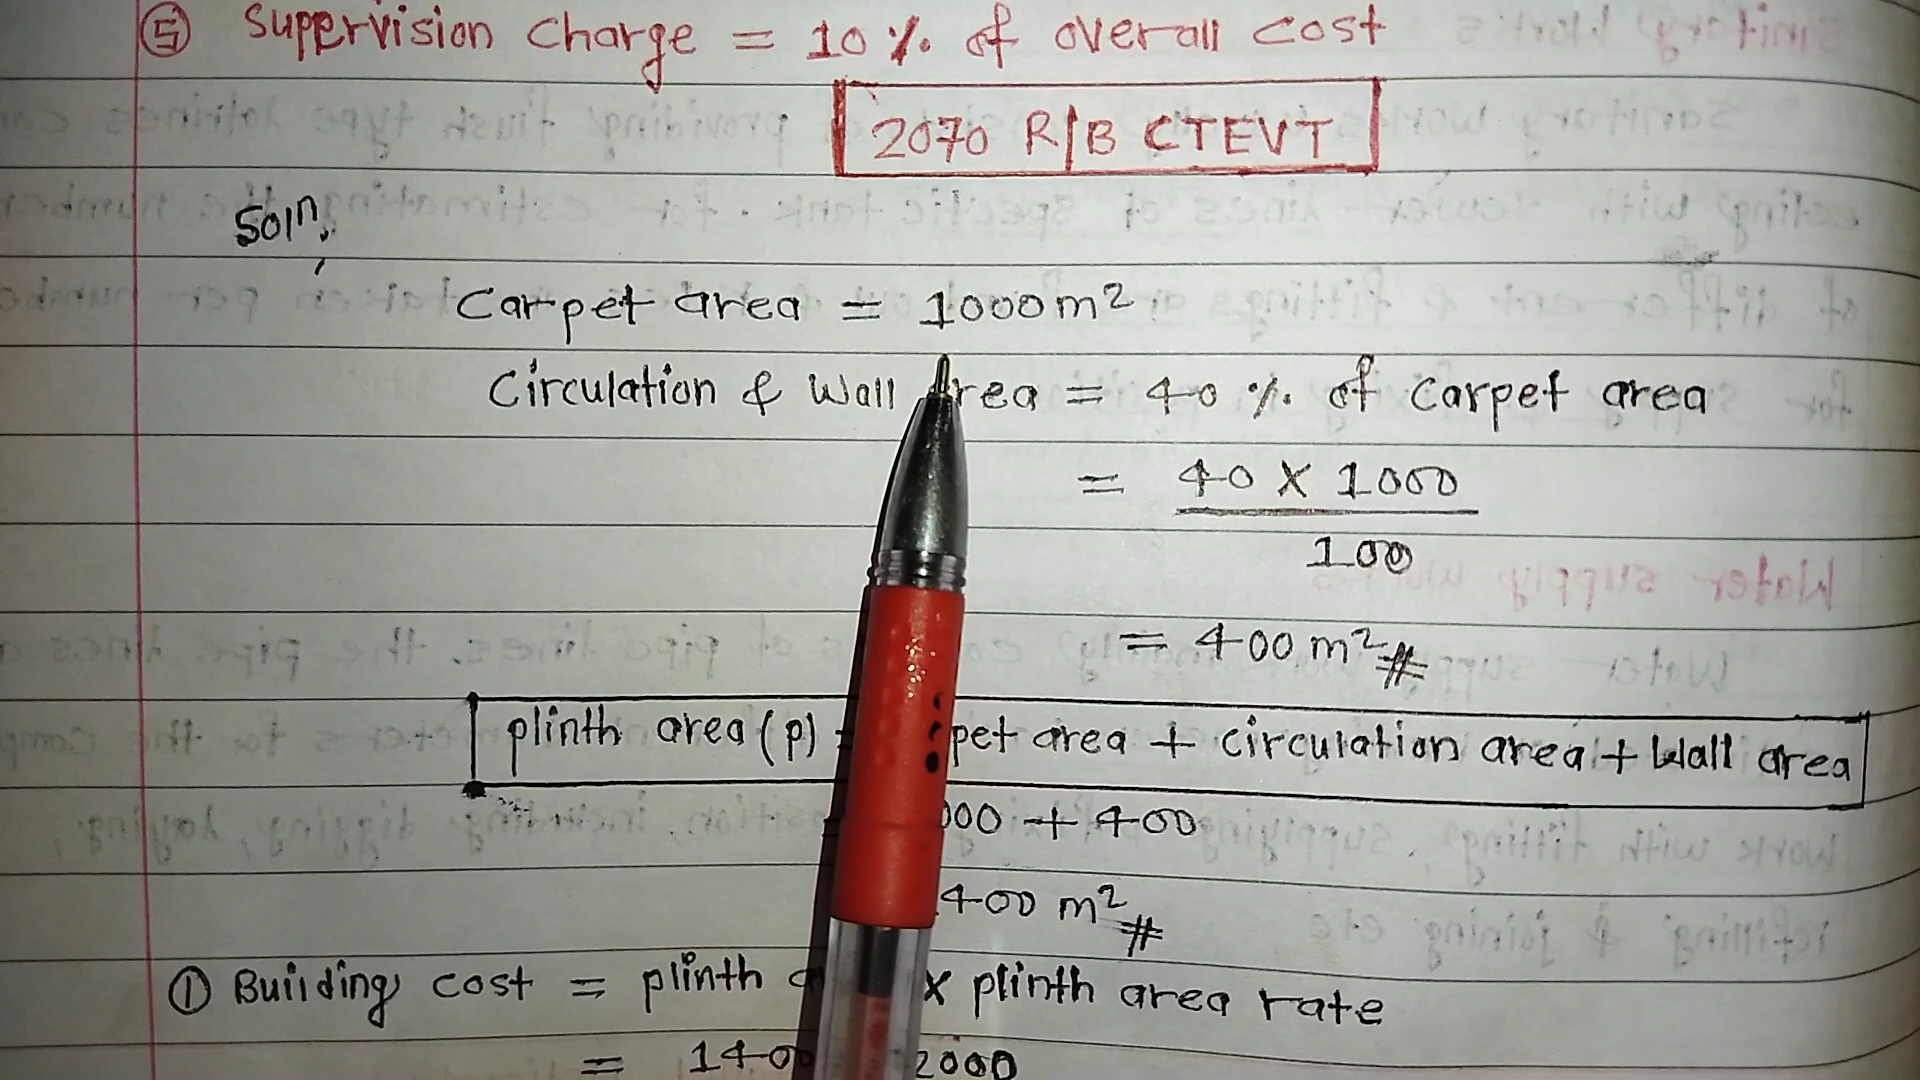 ⑤ Supervision charge = 10 % of overall cost
2070 R/B CTEVT
Soln,
Carpet area = 1000 m²
Circulation & Wall area = 40 % of carpet area
= 40 X 1000
100
= 400 m² #
plinth area (p) = pet area + circulation area + Wall area
000 + 400
400 m² #
① Building cost = plinth x plinth area rate
= 1400 2000